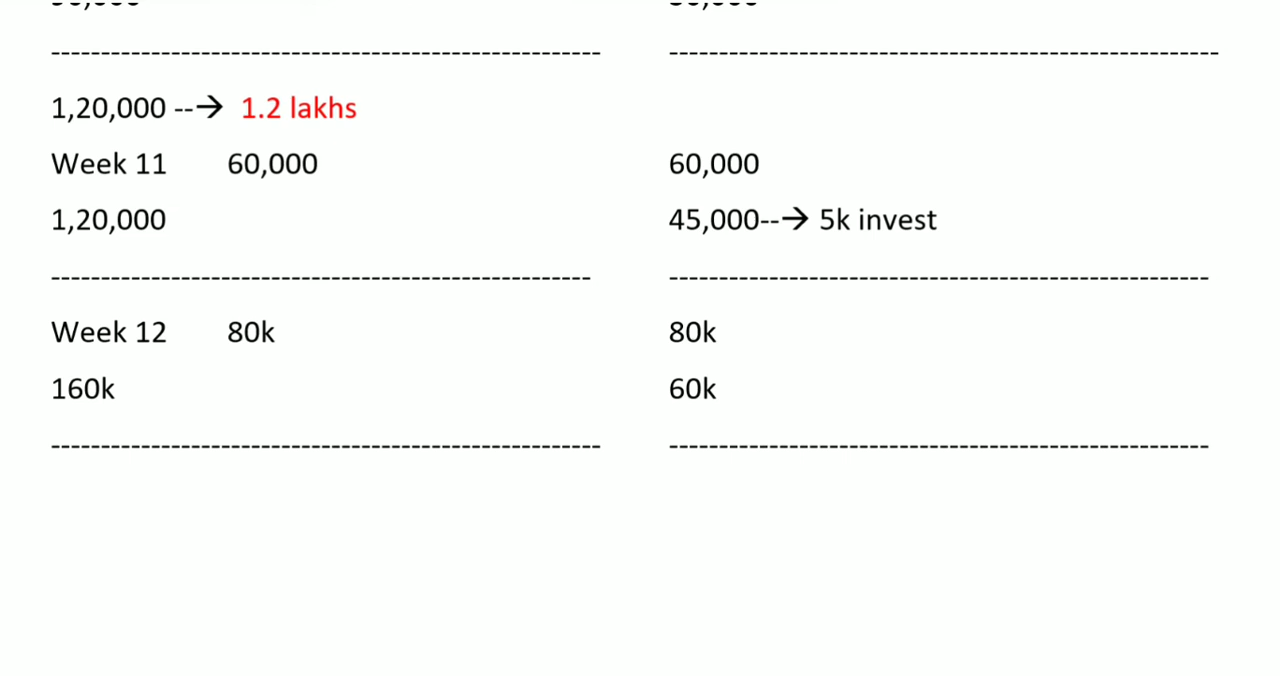 ------------------------------------------------------- -------------------------------------------------------
1,20,000 --→ 1.2 lakhs
Week 11 60,000 60,000
1,20,000 45,000--→ 5k invest
------------------------------------------------------ ------------------------------------------------------
Week 12 80k 80k
160k 60k
------------------------------------------------------- ------------------------------------------------------